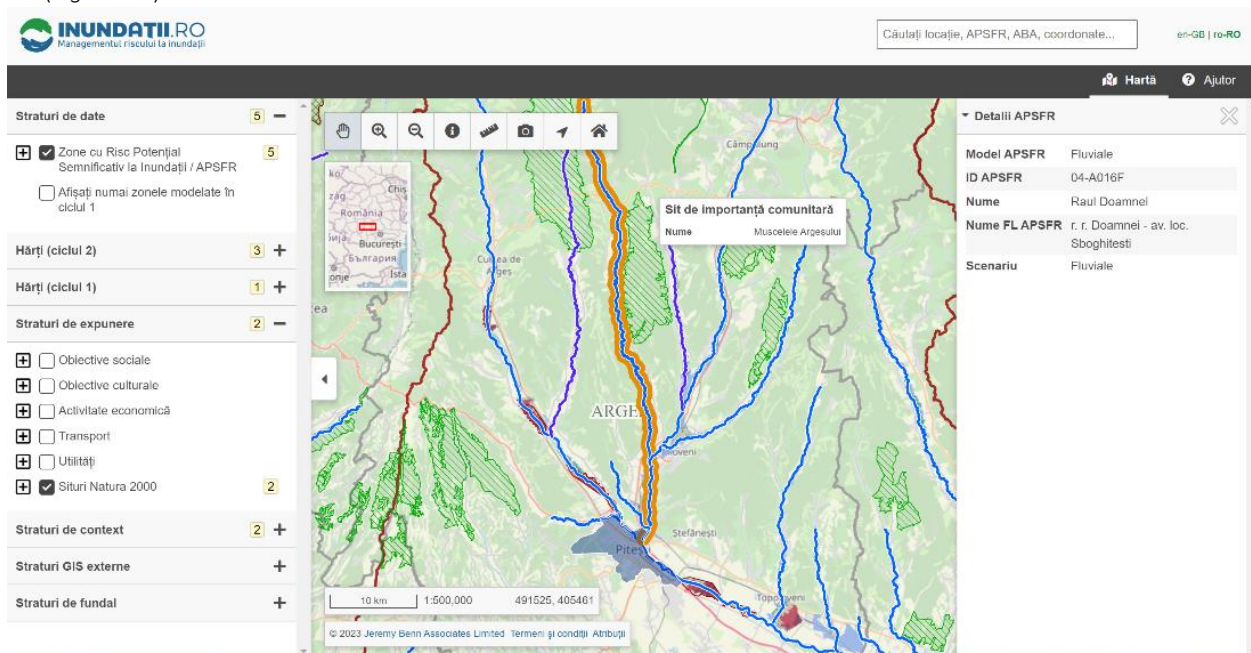 INUNDAȚII.RO
Managementul riscului la inundații
Căutați locație, APSFR, ABA, coordonate...
en-GB | ro-RO
Hartă
Ajutor
Straturi de date 5
Zone cu Risc Potențial 5
Semnificativ la Inundații / APSFR
Afișați numai zonele modelate în
ciclul 1
Hărți (ciclul 2) 3
Hărți (ciclul 1) 1
Straturi de expunere 2
Obiective sociale
Obiective culturale
Activitate economică
Transport
Utilități
Situri Natura 2000 2
Straturi de context 2
Straturi GIS externe
Straturi de fundal
Chiș
România
București
България
Ista
Câmpulung
Sit de importanță comunitară
Nume Muscelele Argesului
Curtea de
Argeș
ARGE
Ștefănești
Pitești
Topoloveni
10 km 1:500,000 491525, 405461
© 2023 Jeremy Benn Associates Limited Termeni și condiții Atribuții
Detalii APSFR
Model APSFR Fluviale
ID APSFR 04-A016F
Nume Raul Doamnei
Nume FL APSFR r. r. Doamnei - av. loc.
Sboghitesti
Scenariu Fluviale